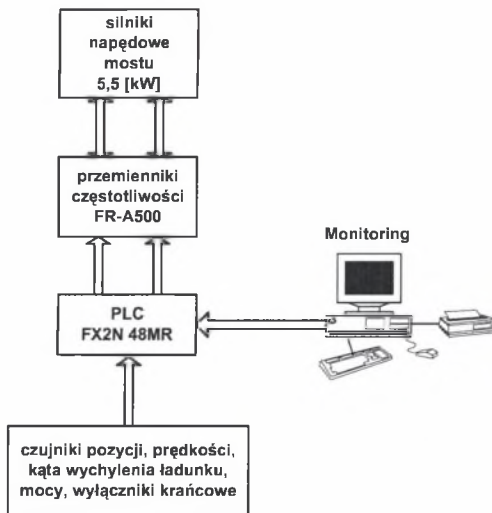 silniki
napędowe
mostu
5,5 [kW]
przemienniki
częstotliwości
FR-A500
Monitoring
PLC
FX2N 48MR
czujniki pozycji, prędkości,
kąta wychylenia ładunku,
mocy, wyłączniki krańcowe